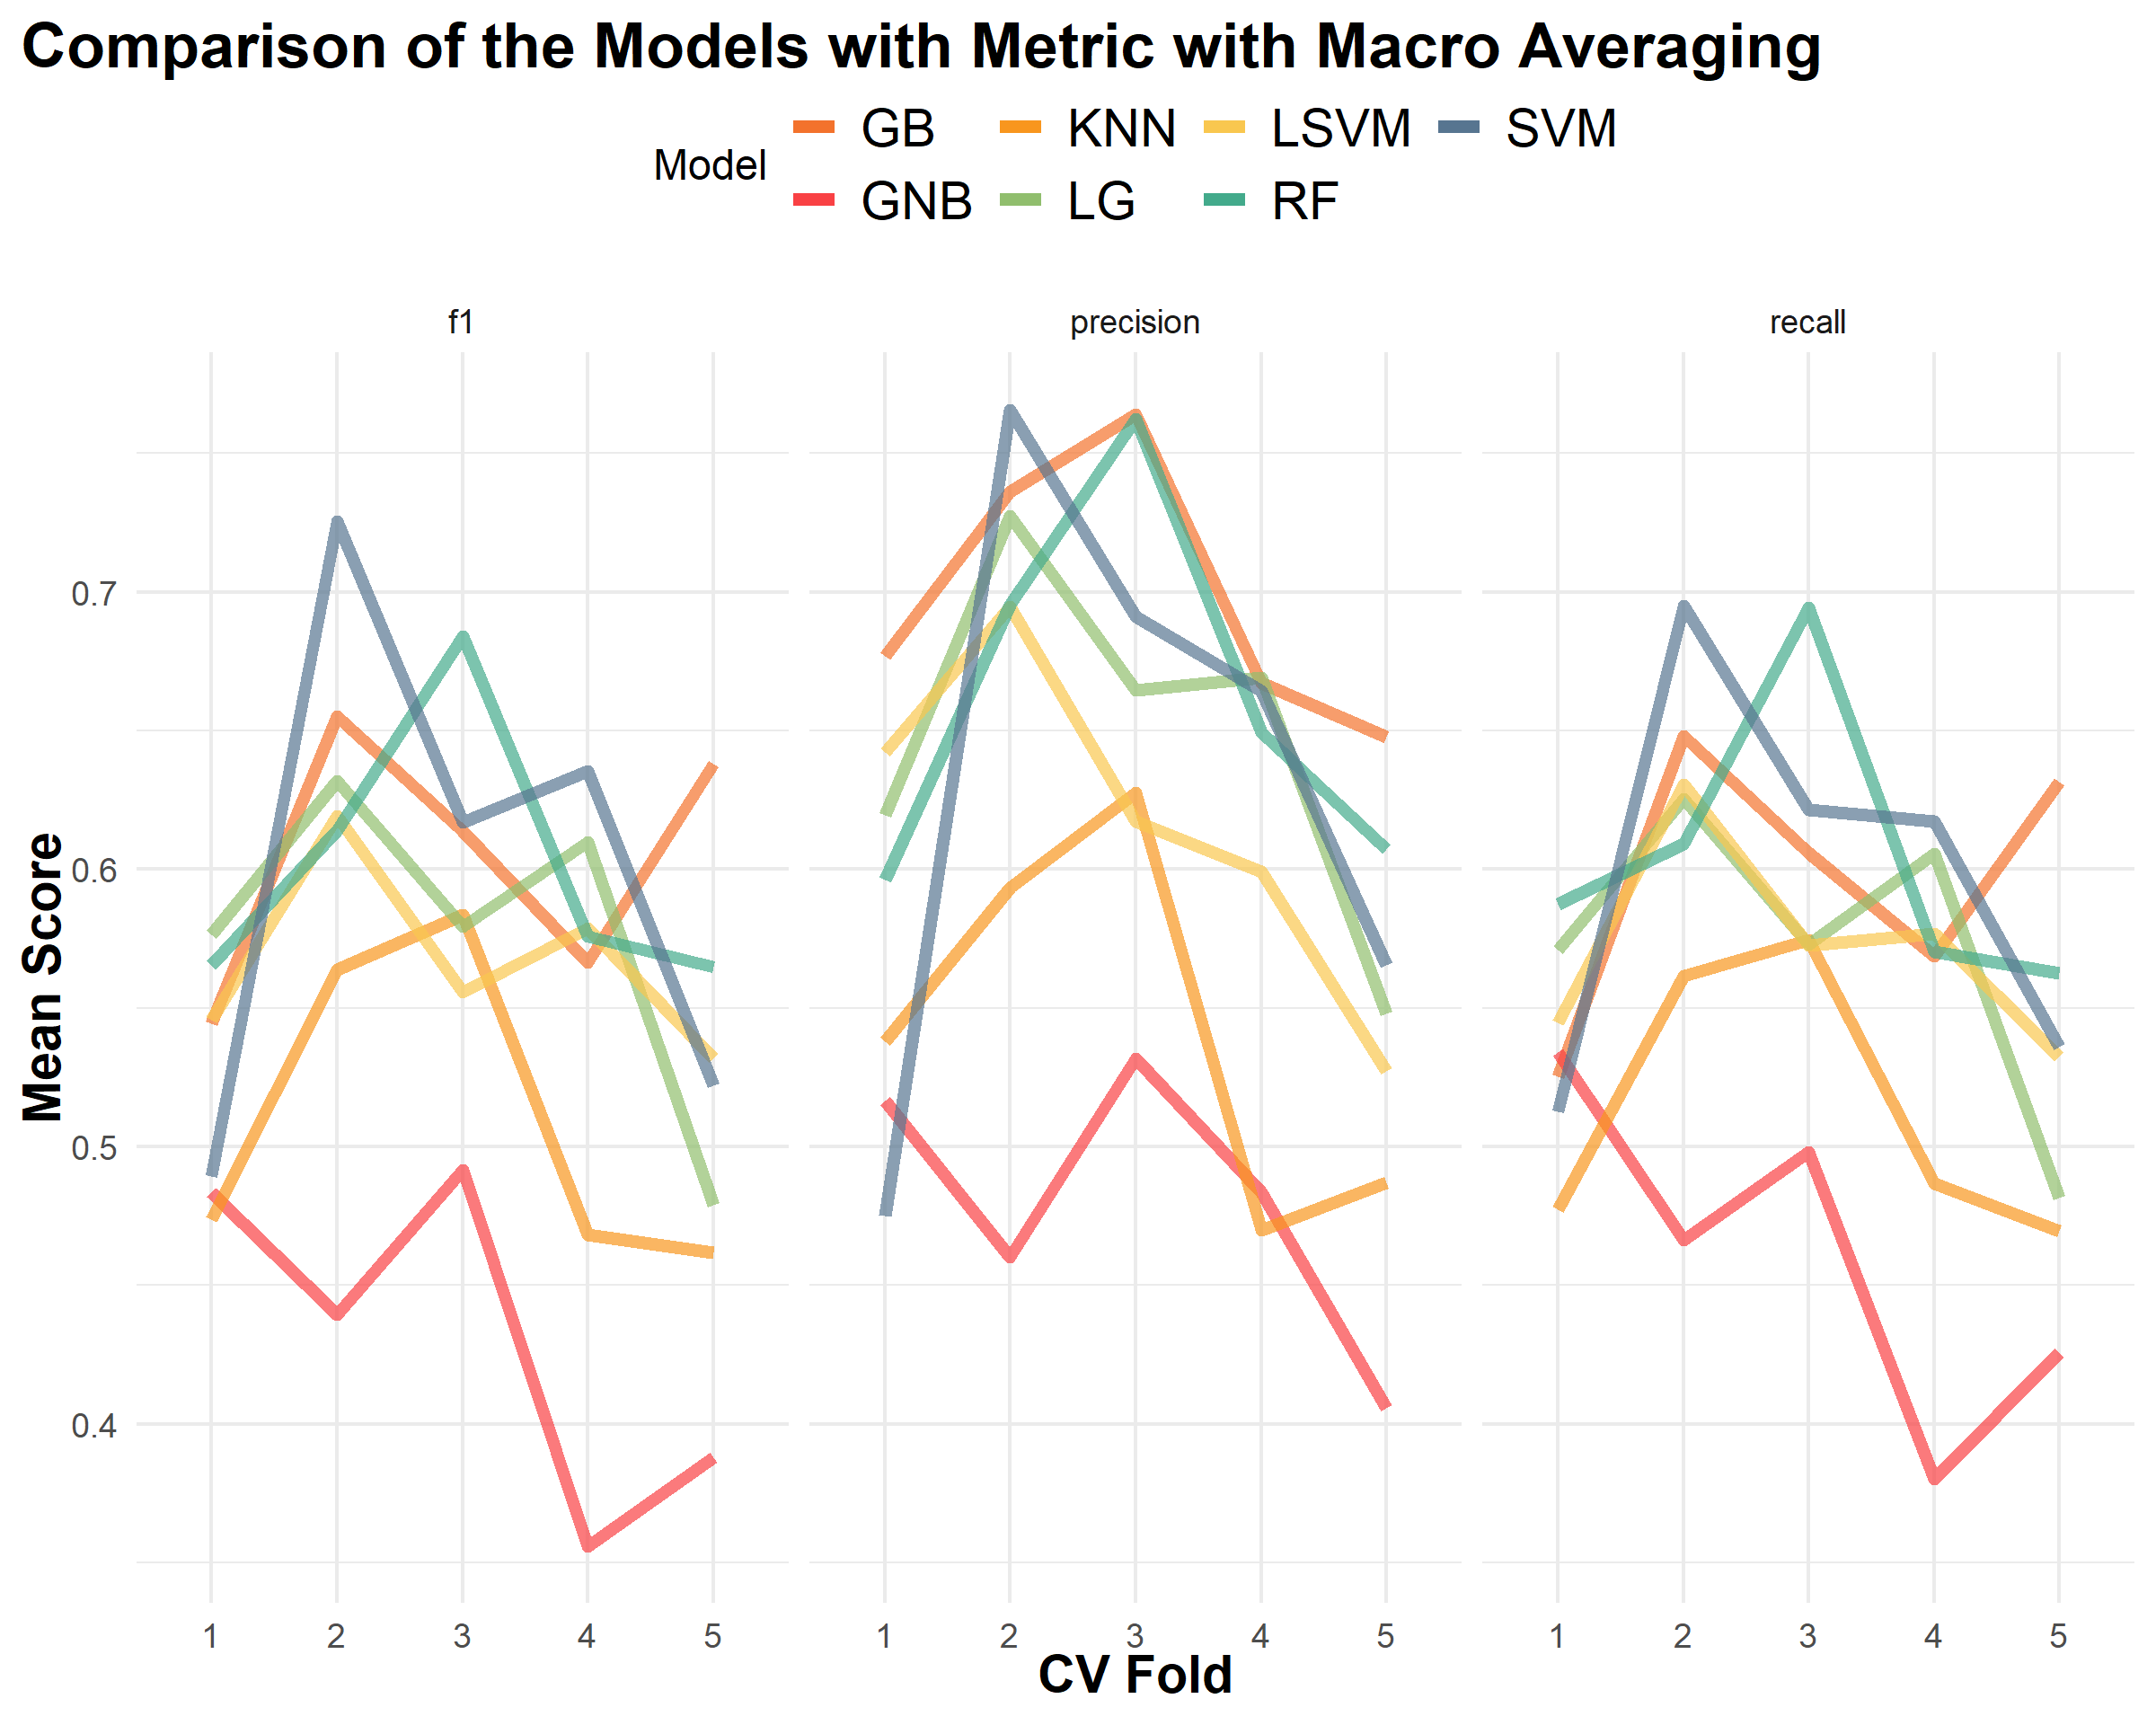 Comparison of the Models with Metric with Macro Averaging
Model
GB KNN LSVM SVM
GNB LG RF
f1 precision recall
Mean Score
0.7
0.6
0.5
0.4
1 2 3 4 5 1 2 3 4 5 1 2 3 4 5
CV Fold